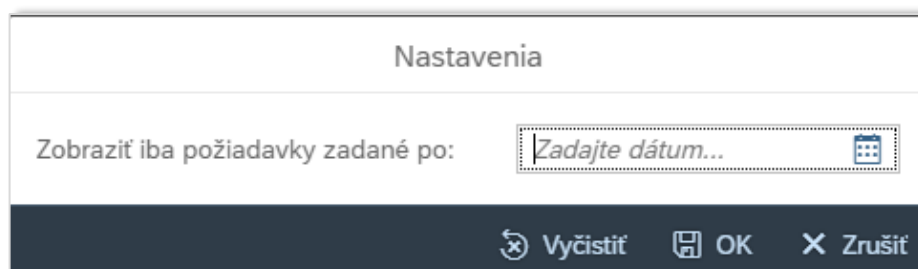 Nastavenia
Zobraziť iba požiadavky zadané po: Zadajte dátum...
Vyčistiť OK Zrušiť